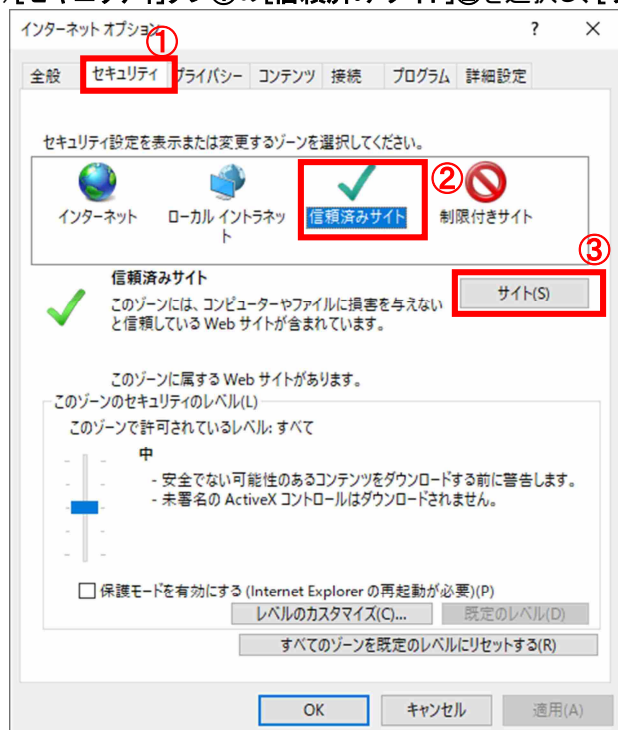 インターネット オプション
①
?
×
全般
セキュリティ
プライバシー
コンテンツ
接続
プログラム
詳細設定
セキュリティ設定を表示または変更するゾーンを選択してください。
②
インターネット
ローカル イントラネッ
ト
信頼済みサイト
制限付きサイト
③
信頼済みサイト
サイト(S)
このゾーンには、コンピューターやファイルに損害を与えない
と信頼している Web サイトが含まれています。
このゾーンに属する Web サイトがあります。
このゾーンのセキュリティのレベル(L)
このゾーンで許可されているレベル: すべて
中
- 安全でない可能性のあるコンテンツをダウンロードする前に警告します。
- 未署名の ActiveX コントロールはダウンロードされません。
保護モードを有効にする (Internet Explorer の再起動が必要)(P)
レベルのカスタマイズ(C)...
既定のレベル(D)
すべてのゾーンを既定のレベルにリセットする(R)
OK
キャンセル
適用(A)